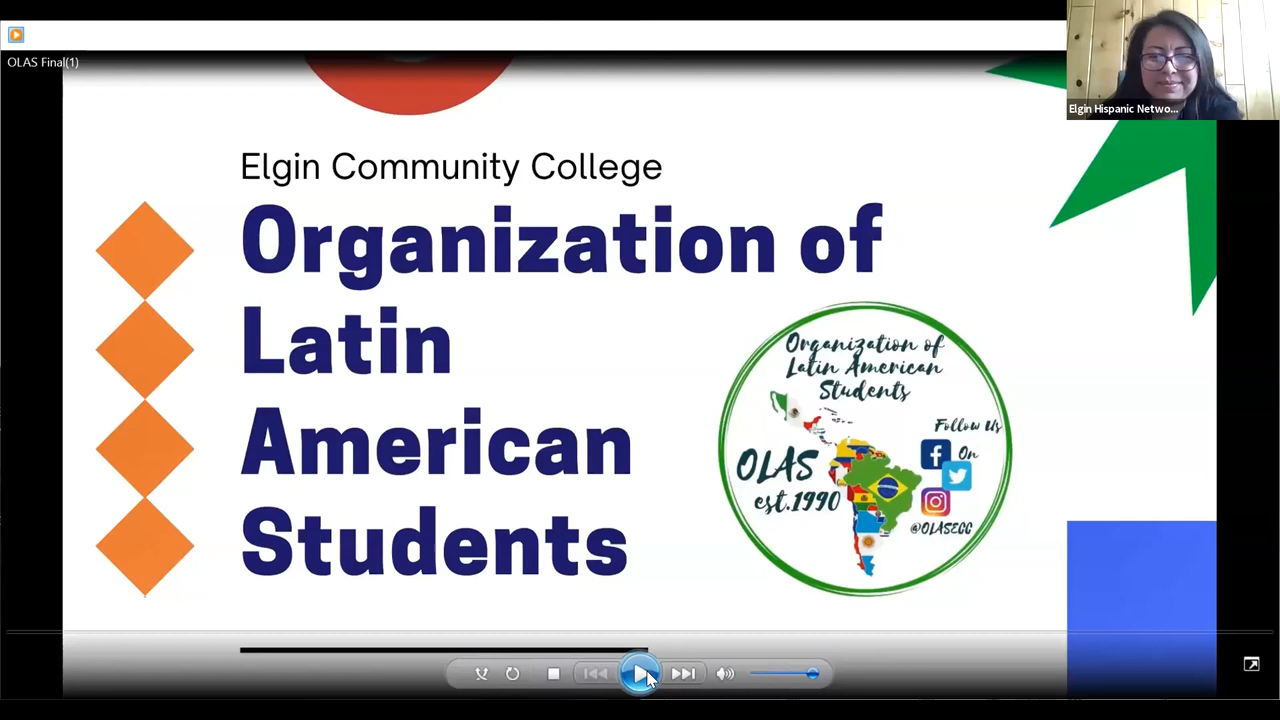 OLAS Final(1)
Elgin Hispanic Netwo...
Elgin Community College
Organization of
Latin
American
Students
Organization of
Latin American
Students
Follow Us
On
OLAS
est.1990
@OLASECC